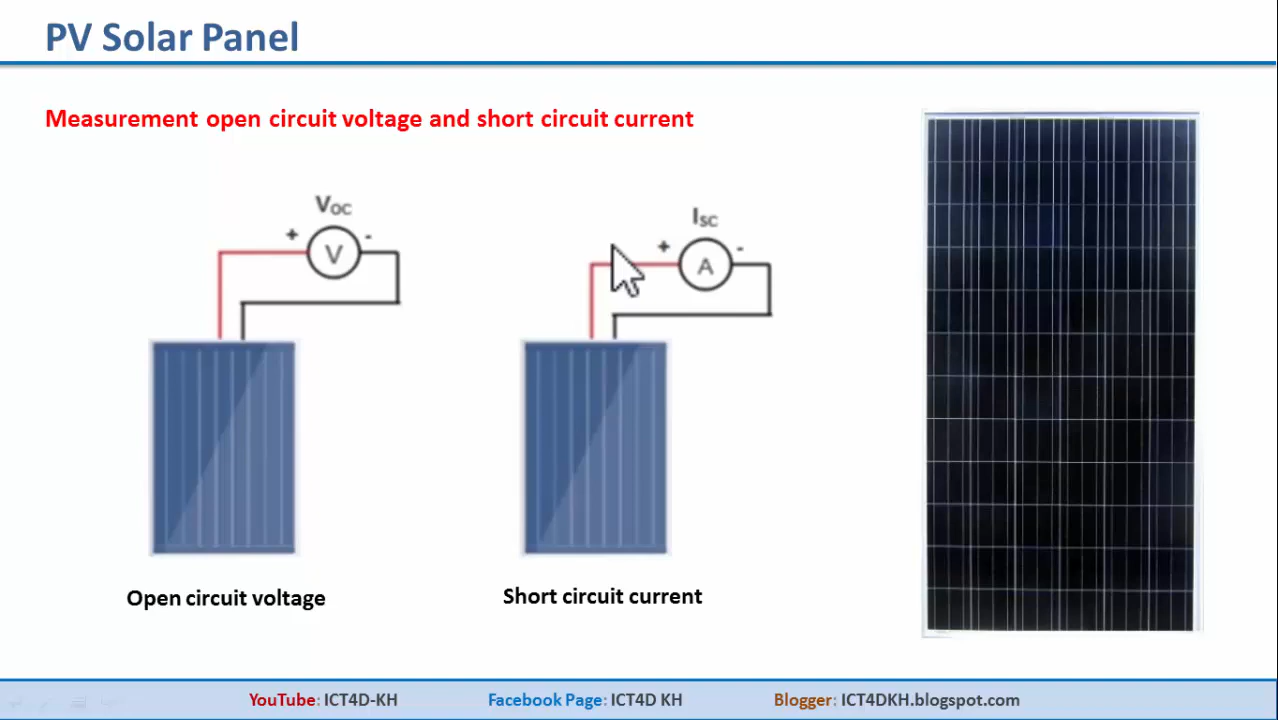 PV Solar Panel
Measurement open circuit voltage and short circuit current
VOC
+ -
V
ISC
+ -
A
Open circuit voltage
Short circuit current
YouTube: ICT4D-KH Facebook Page: ICT4D KH Blogger: ICT4DKH.blogspot.com